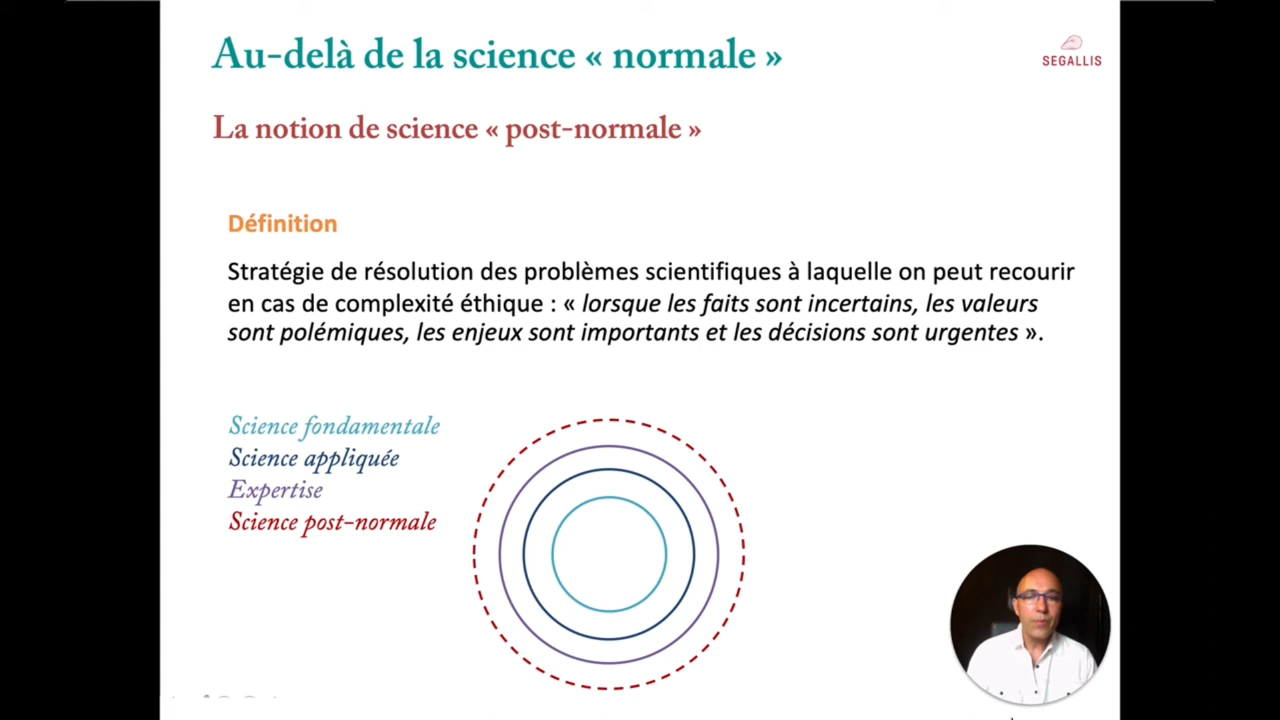 Au-delà de la science « normale »
SEGALLIS
La notion de science « post-normale »
Définition
Stratégie de résolution des problèmes scientifiques à laquelle on peut recourir
en cas de complexité éthique : « lorsque les faits sont incertains, les valeurs
sont polémiques, les enjeux sont importants et les décisions sont urgentes ».
Science fondamentale
Science appliquée
Expertise
Science post-normale